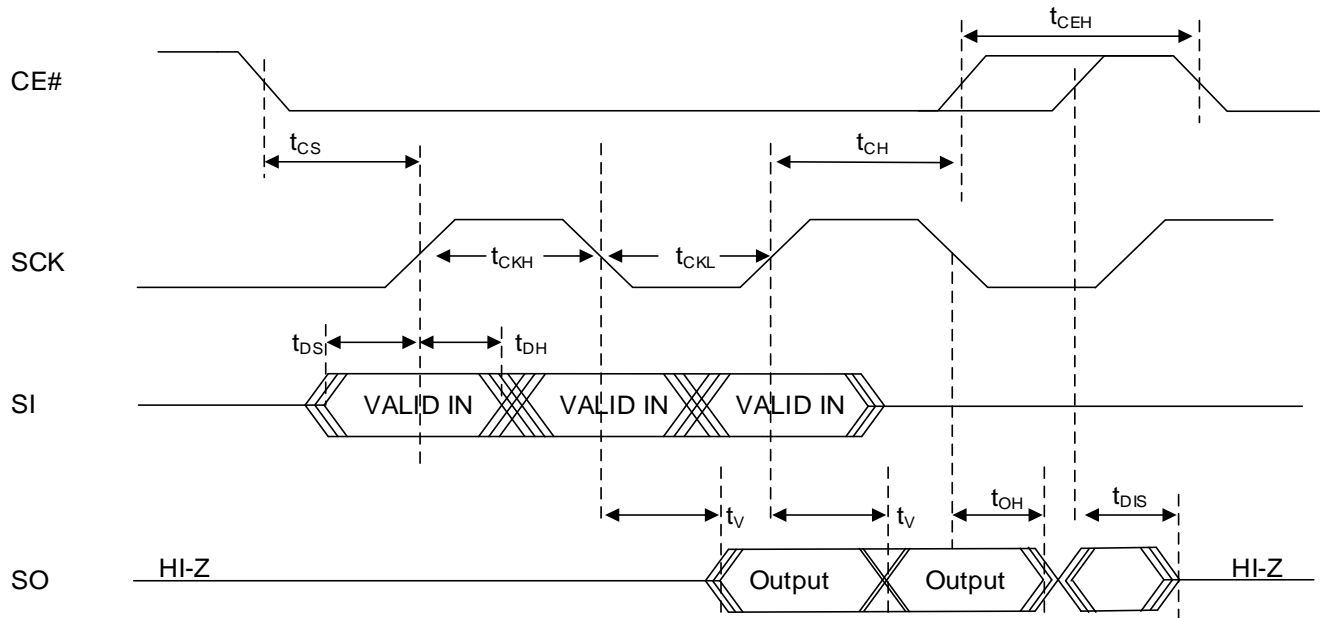 tCEH
CE#
tCS
tCH
SCK
tCKH
tCKL
tDS
tDH
SI
VALID IN
VALID IN
VALID IN
tV
tV
tOH
tDIS
SO
HI-Z
Output
Output
HI-Z